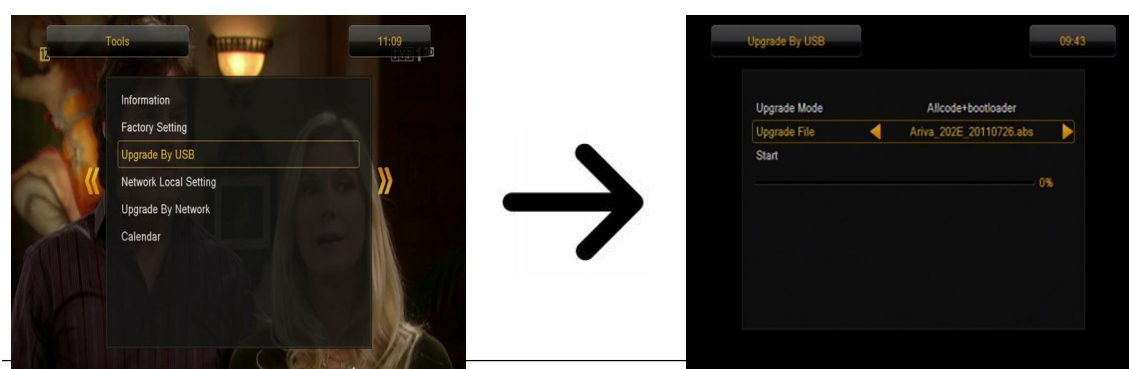 Tools
11:09
Information
Factory Setting
Upgrade By USB
Network Local Setting
Upgrade By Network
Calendar
Upgrade By USB
09:43
Upgrade Mode Allcode+bootloader
Upgrade File Ariva_202E_20110726.abs
Start
0%